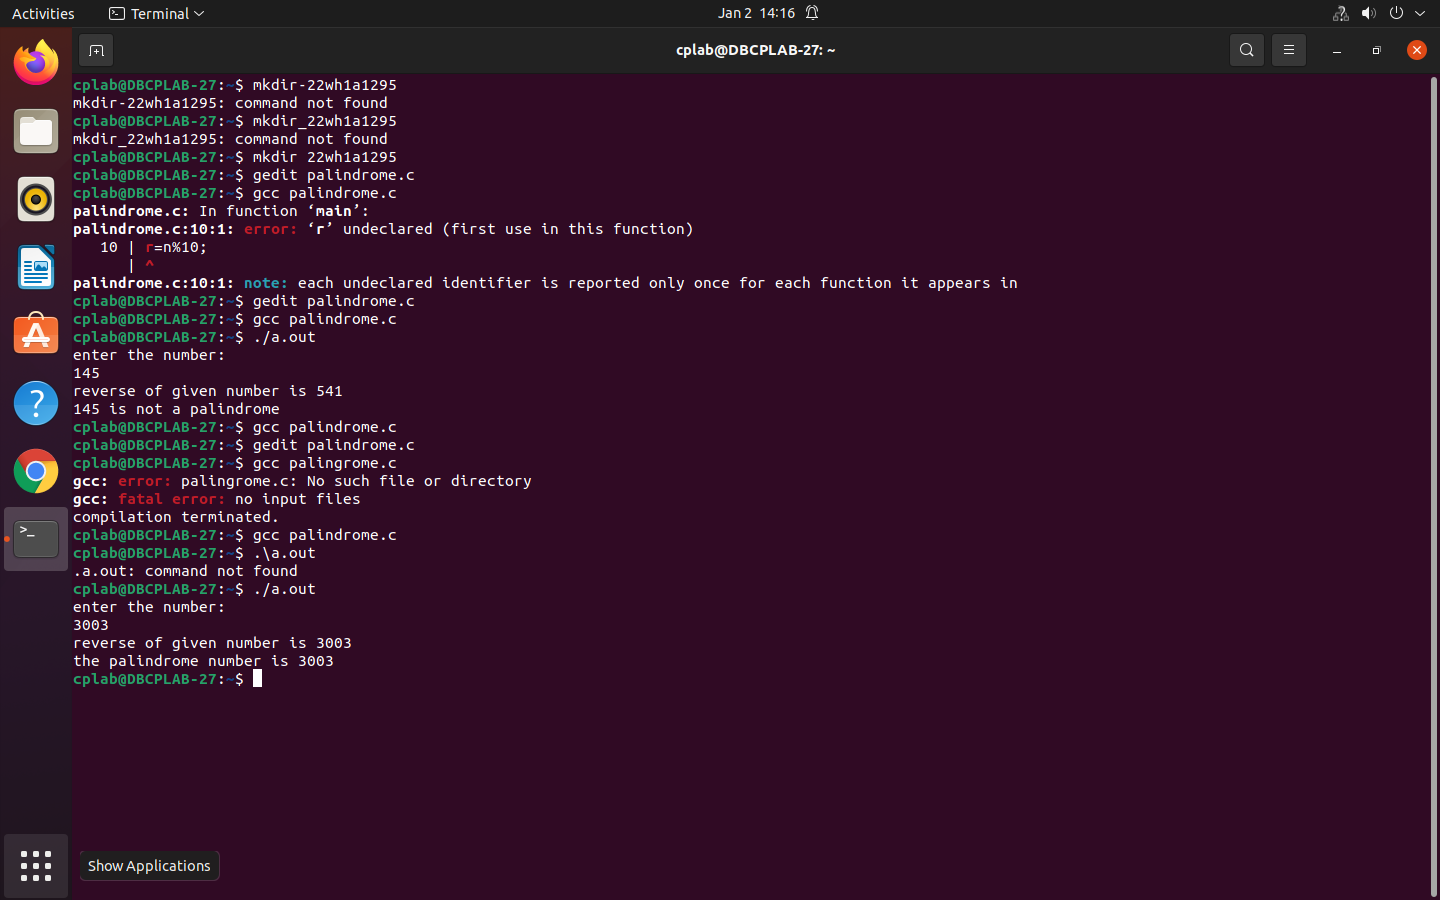 Activities
Terminal
Jan 2 14:16
cplab@DBCPLAB-27: ~
cplab@DBCPLAB-27:~$ mkdir-22wh1a1295
mkdir-22wh1a1295: command not found
cplab@DBCPLAB-27:~$ mkdir_22wh1a1295
mkdir_22wh1a1295: command not found
cplab@DBCPLAB-27:~$ mkdir 22wh1a1295
cplab@DBCPLAB-27:~$ gedit palindrome.c
cplab@DBCPLAB-27:~$ gcc palindrome.c
palindrome.c: In function ‘main’:
palindrome.c:10:1: error: ‘r’ undeclared (first use in this function)
10 | r=n%10;
| ^
palindrome.c:10:1: note: each undeclared identifier is reported only once for each function it appears in
cplab@DBCPLAB-27:~$ gedit palindrome.c
cplab@DBCPLAB-27:~$ gcc palindrome.c
cplab@DBCPLAB-27:~$ ./a.out
enter the number:
145
reverse of given number is 541
145 is not a palindrome
cplab@DBCPLAB-27:~$ gcc palindrome.c
cplab@DBCPLAB-27:~$ gedit palindrome.c
cplab@DBCPLAB-27:~$ gcc palingrome.c
gcc: error: palingrome.c: No such file or directory
gcc: fatal error: no input files
compilation terminated.
cplab@DBCPLAB-27:~$ gcc palindrome.c
cplab@DBCPLAB-27:~$ .\a.out
.a.out: command not found
cplab@DBCPLAB-27:~$ ./a.out
enter the number:
3003
reverse of given number is 3003
the palindrome number is 3003
cplab@DBCPLAB-27:~$
Show Applications